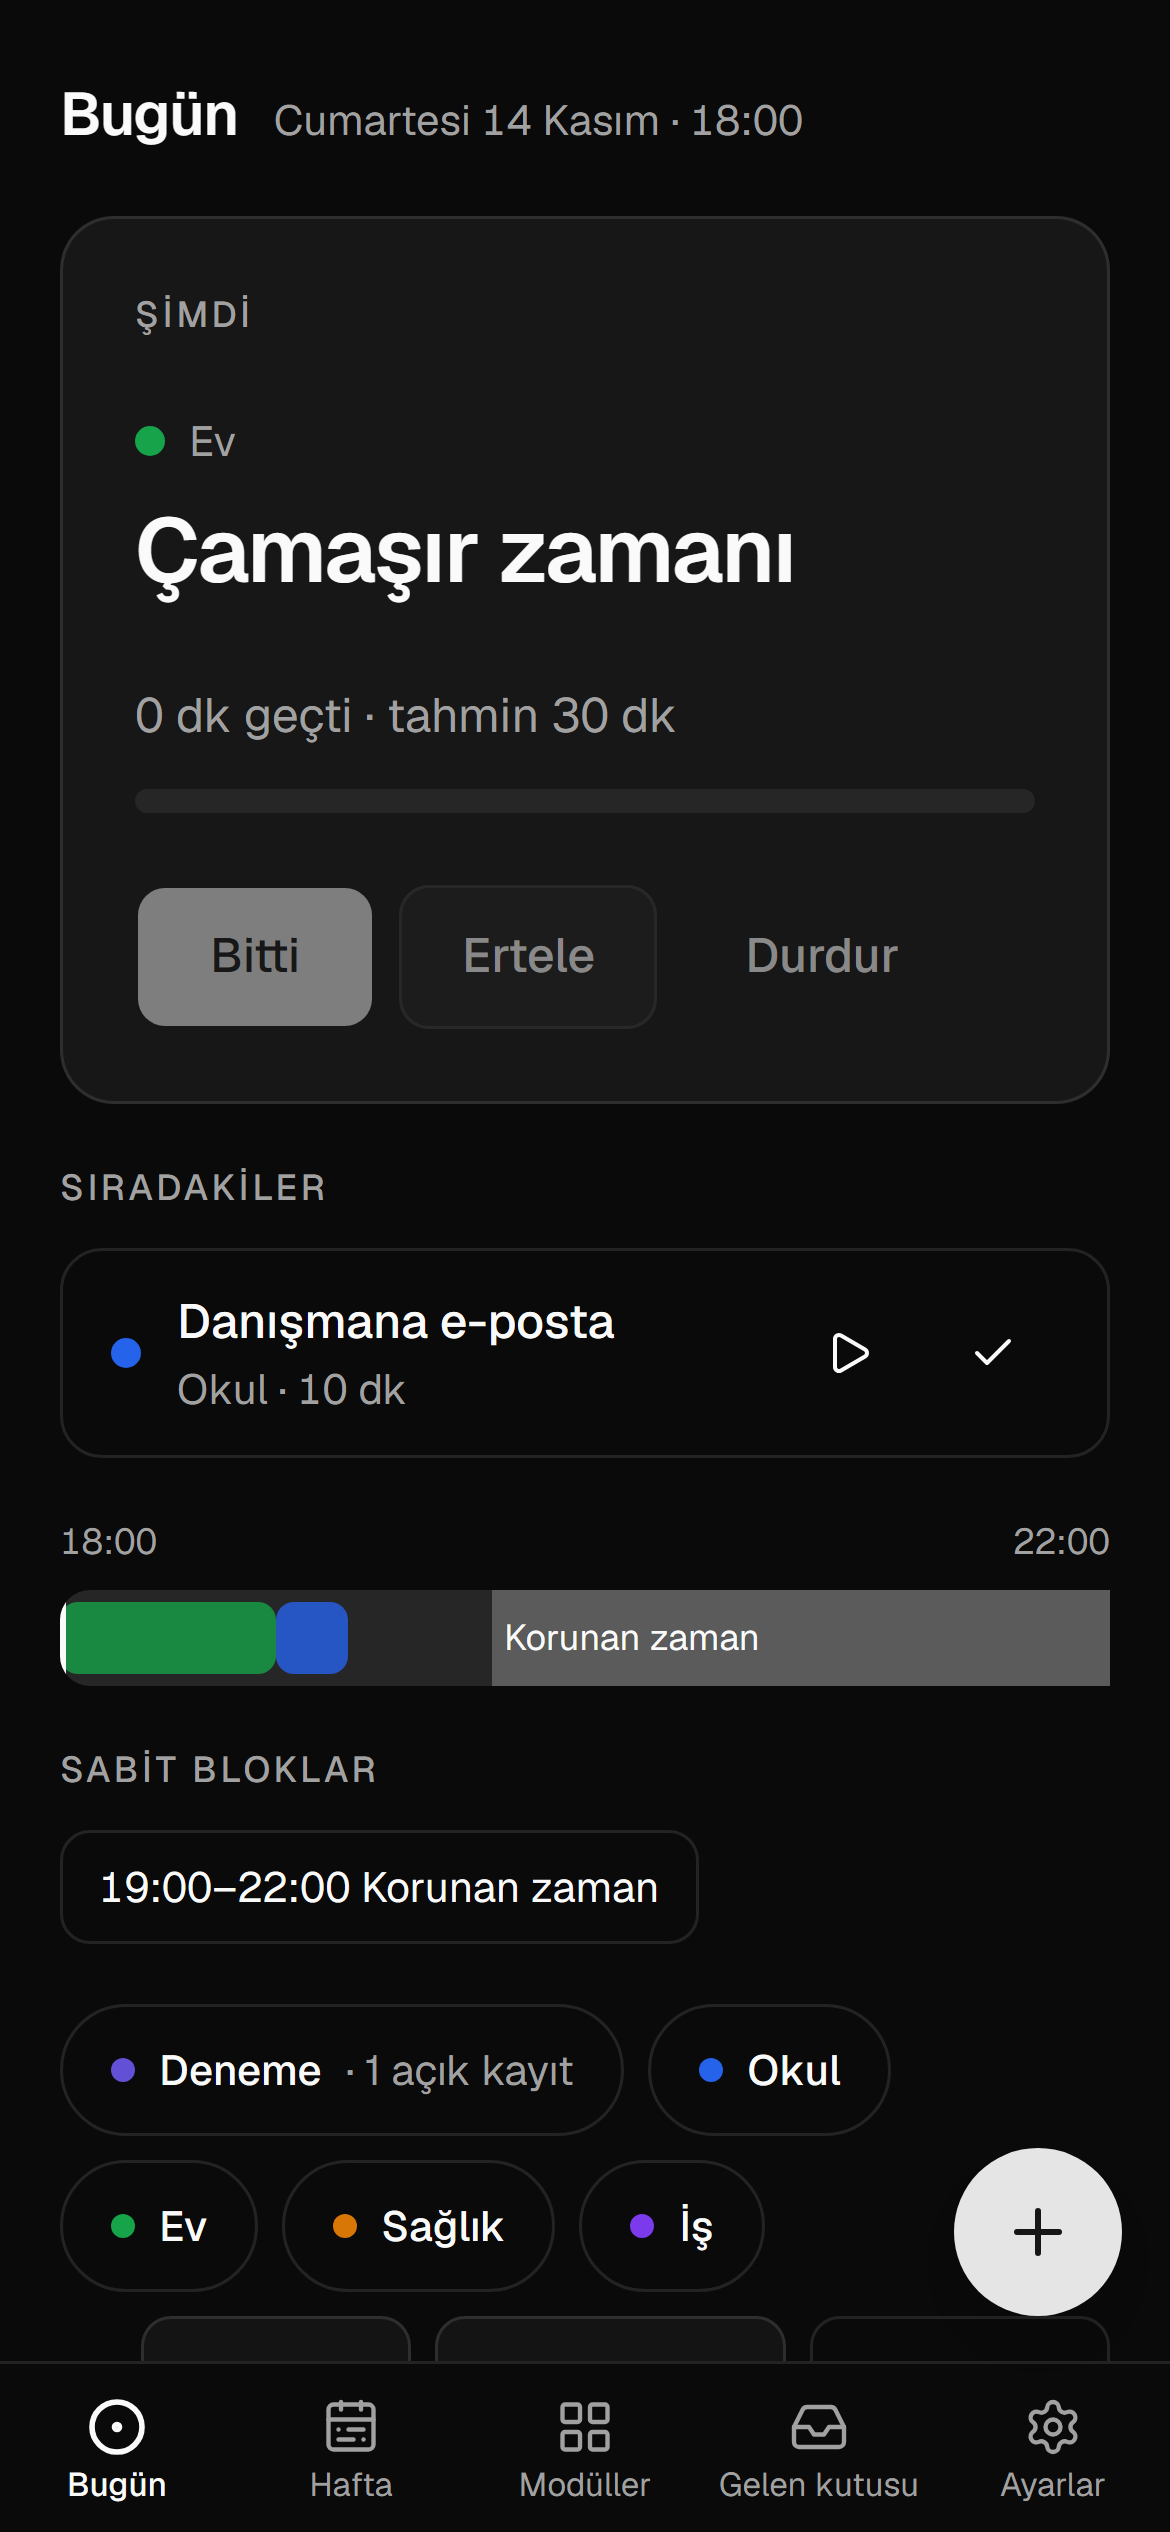 Bugün Cumartesi 14 Kasım · 18:00
ŞİMDİ
Ev
Çamaşır zamanı
0 dk geçti · tahmin 30 dk
Bitti Ertele Durdur
SIRADAKİLER
Danışmana e-posta
Okul · 10 dk
18:00 22:00
Korunan zaman
SABİT BLOKLAR
19:00–22:00 Korunan zaman
Deneme · 1 açık kayıt Okul
Ev Sağlık İş
Bugün Hafta Modüller Gelen kutusu Ayarlar